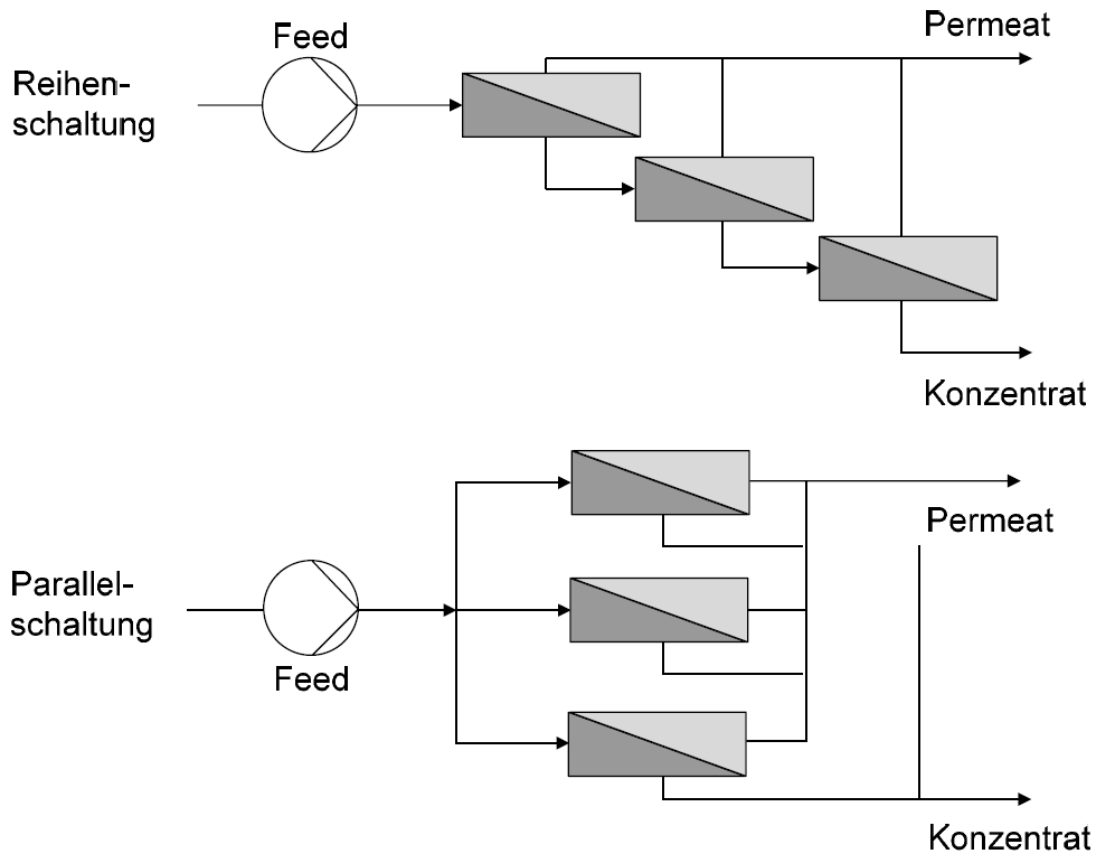 Feed
Permeat
Reihen-
schaltung
Konzentrat
Permeat
Parallel-
schaltung
Feed
Konzentrat